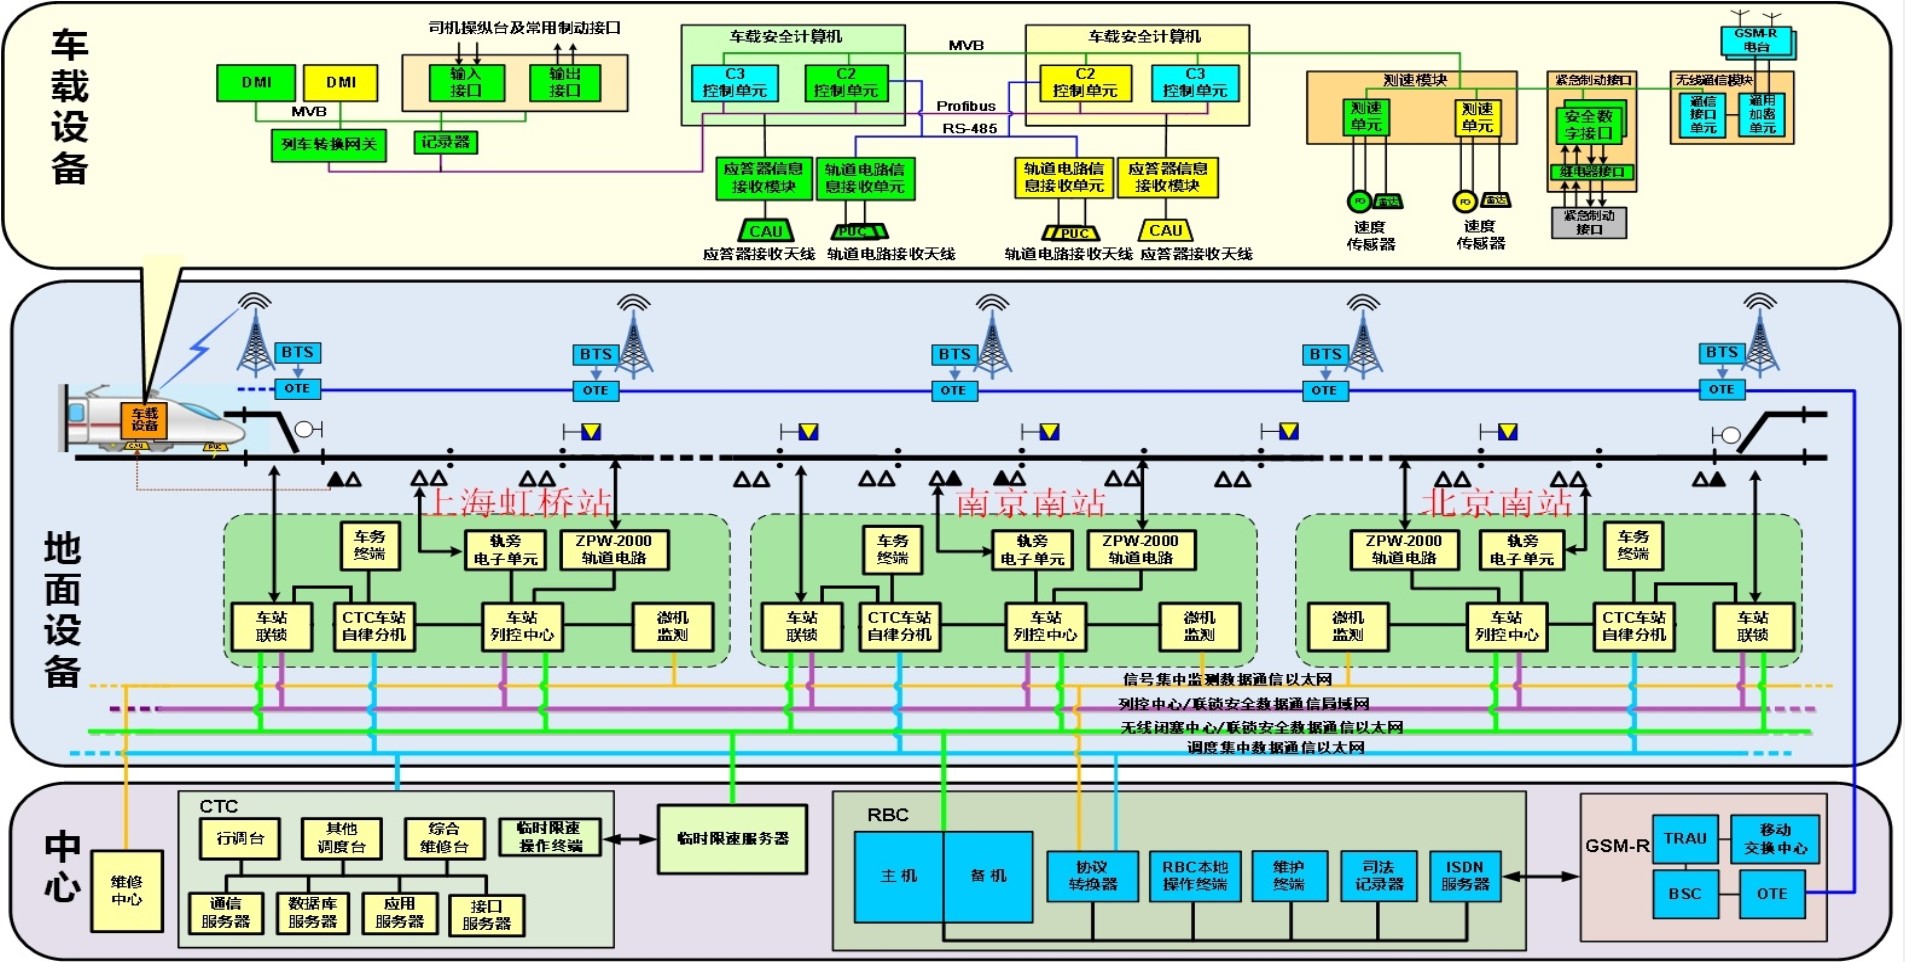 车载设备
司机操纵台及常用制动接口
DMI
DMI
输入
接口
输出
接口
MVB
列车转换网关
记录器
车载安全计算机
C3
控制单元
C2
控制单元
MVB
Profibus
RS-485
车载安全计算机
C2
控制单元
C3
控制单元
应答器信息
接收模块
轨道电路信
息接收单元
轨道电路信
息接收单元
应答器信息
接收模块
CAU
PUC
PUC
CAU
应答器接收天线
轨道电路接收天线
轨道电路接收天线
应答器接收天线
测速模块
测速
单元
测速
单元
雷达
雷达
速度
传感器
速度
传感器
紧急制动接口
安全数
字接口
继电器接口
紧急制动
接口
GSM-R
电台
无线通信模块
通信
接口
单元
通用
加密
单元
地面设备
BTS
OTE
BTS
OTE
BTS
OTE
BTS
OTE
BTS
OTE
车载
设备
CAU
PUC
上海虹桥站
南京南站
北京南站
车务
终端
轨旁
电子单元
ZPW-2000
轨道电路
车站
联锁
CTC车站
自律分机
车站
列控中心
微机
监测
车务
终端
轨旁
电子单元
ZPW-2000
轨道电路
车站
联锁
CTC车站
自律分机
车站
列控中心
微机
监测
ZPW-2000
轨道电路
轨旁
电子单元
车务
终端
微机
监测
车站
列控中心
CTC车站
自律分机
车站
联锁
信号集中监测数据通信以太网
列控中心/联锁安全数据通信局域网
无线闭塞中心/联锁安全数据通信以太网
调度集中数据通信以太网
中心
维修
中心
CTC
行调台
其他
调度台
综合
维修台
临时限速
操作终端
通信
服务器
数据库
服务器
应用
服务器
接口
服务器
临时限速服务器
RBC
主机
备机
协议
转换器
RBC本地
操作终端
维护
终端
司法
记录器
ISDN
服务器
GSM-R
TRAU
移动
交换中心
BSC
OTE